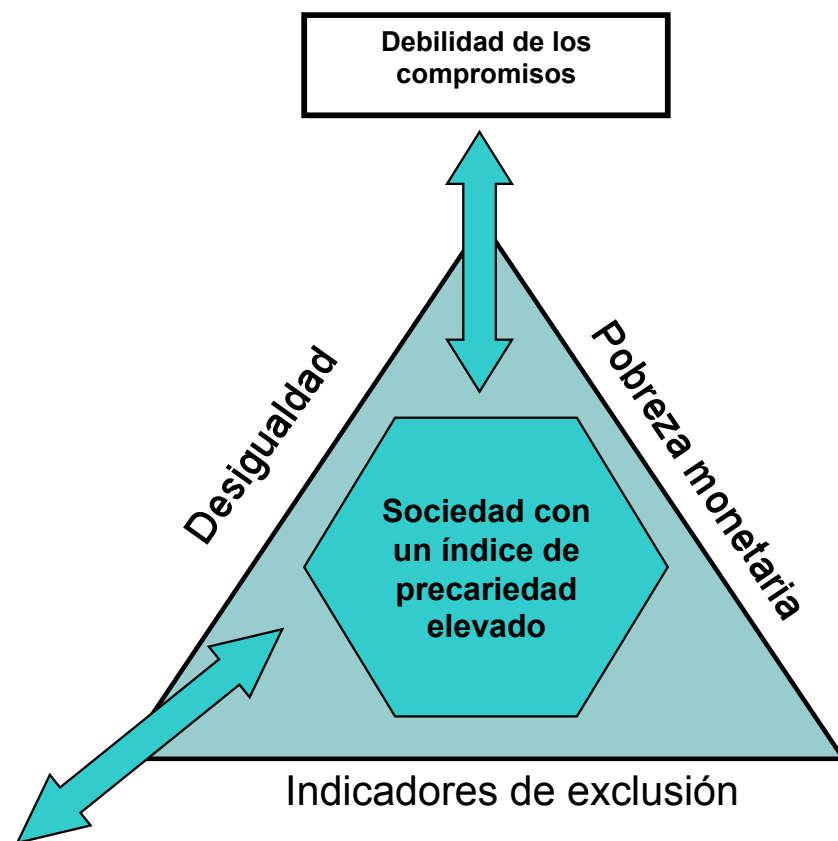 Debilidad de los
compromisos
Desigualdad
Pobreza monetaria
Sociedad con
un índice de
precariedad
elevado
Indicadores de exclusión